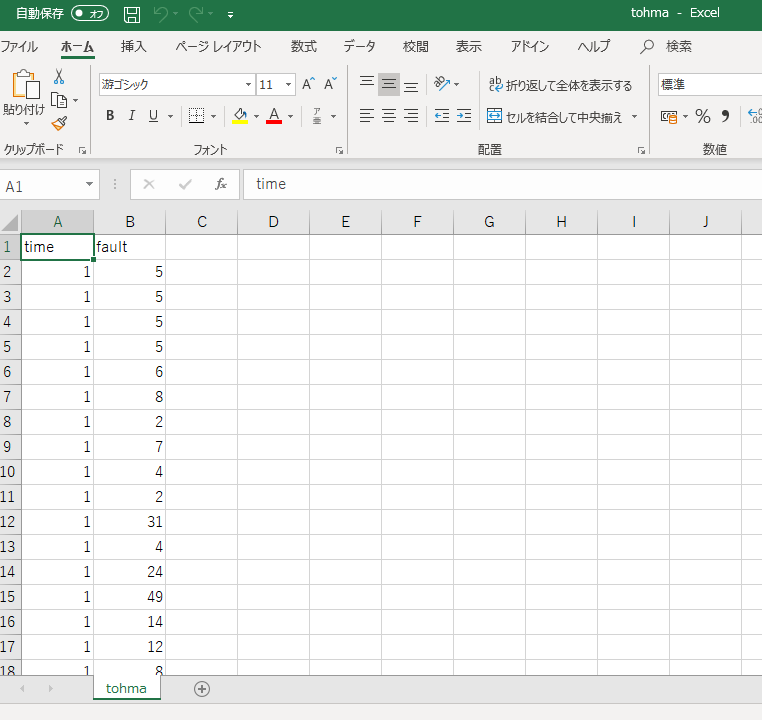 自動保存 オフ tohma - Excel
ファイル ホーム 挿入 ページ レイアウト 数式 データ 校閲 表示 アドイン ヘルプ 検索
貼り付け 游ゴシック 11 A A ab 折り返して全体を表示する 標準
B I U A ア 亜 セルを結合して中央揃え % 9 .00
クリップボード フォント 配置 数値
A1 fx time
A B C D E F G H I J
1 time fault
2 1 5
3 1 5
4 1 5
5 1 5
6 1 6
7 1 8
8 1 2
9 1 7
10 1 4
11 1 2
12 1 31
13 1 4
14 1 24
15 1 49
16 1 14
17 1 12
18 1 8
tohma